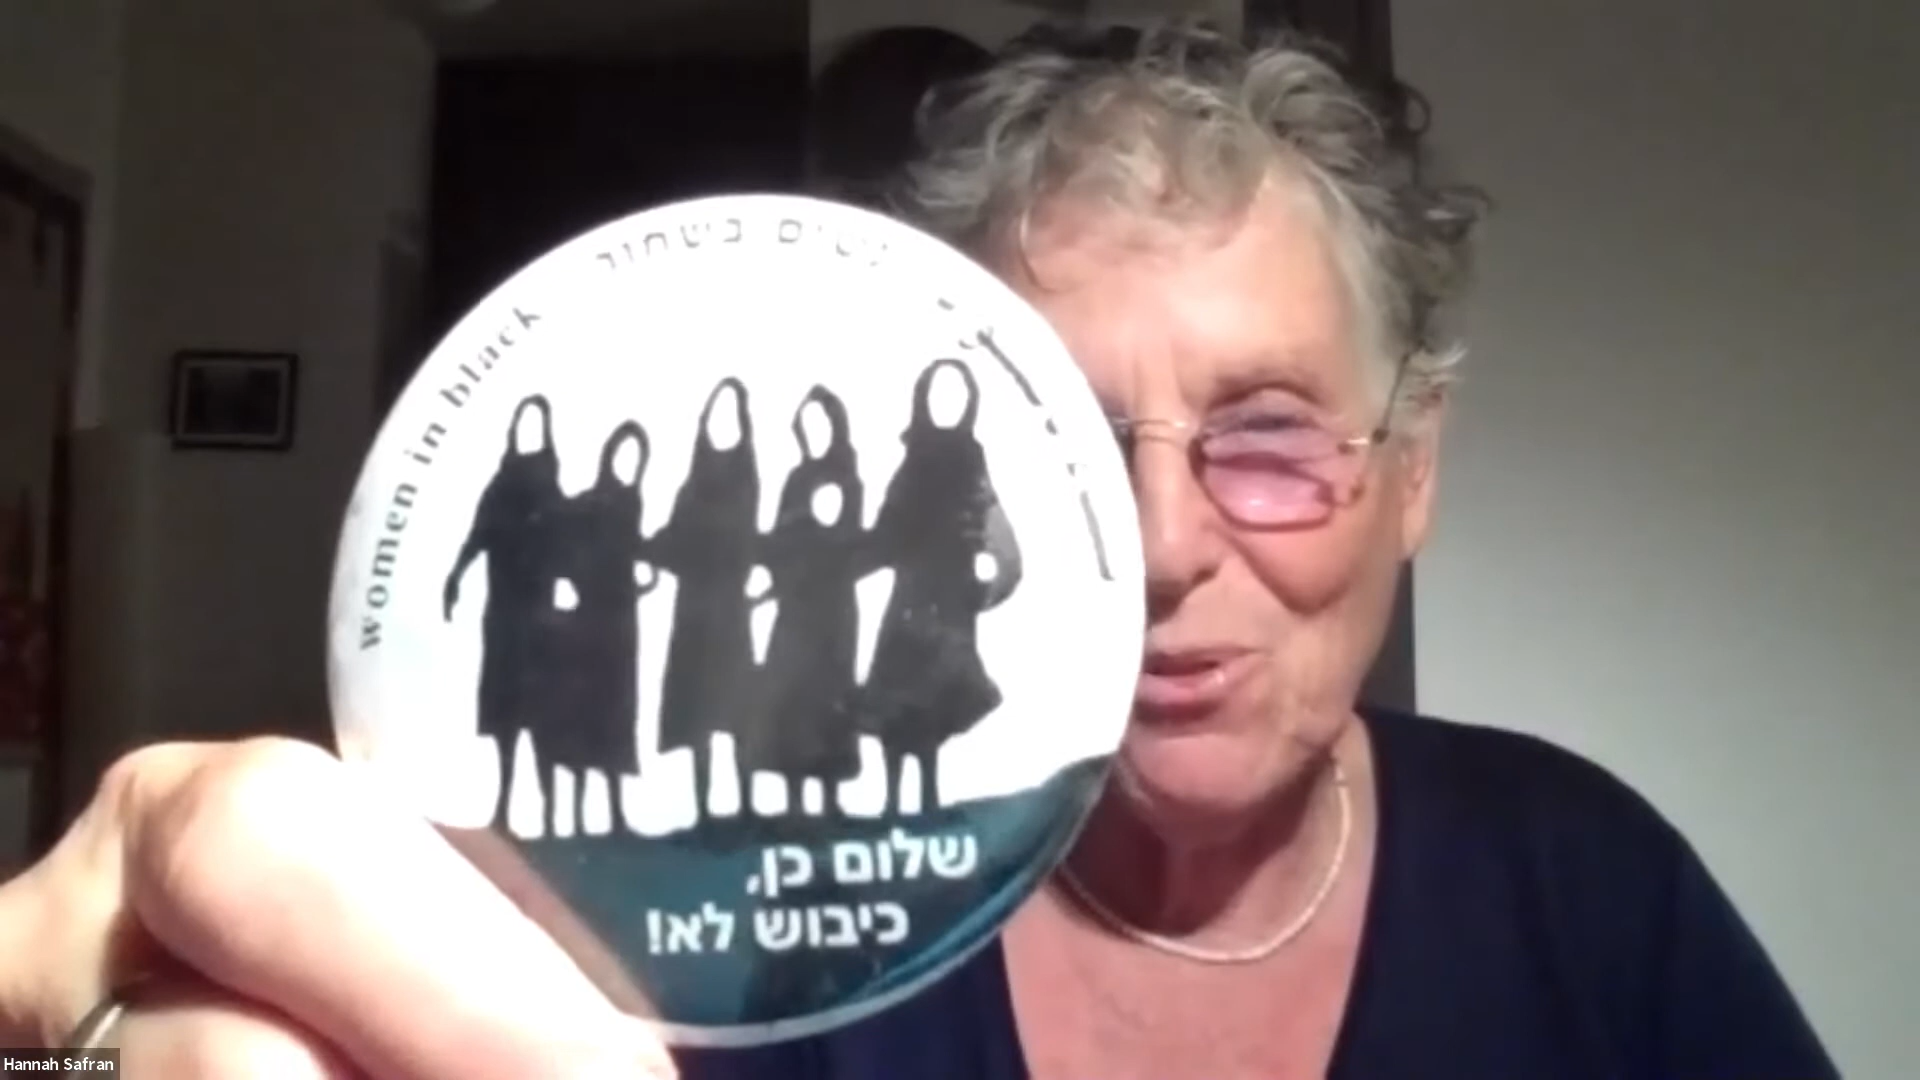 women in black
נשים בשחור
שלום כן,
כיבוש לא!
Hannah Safran